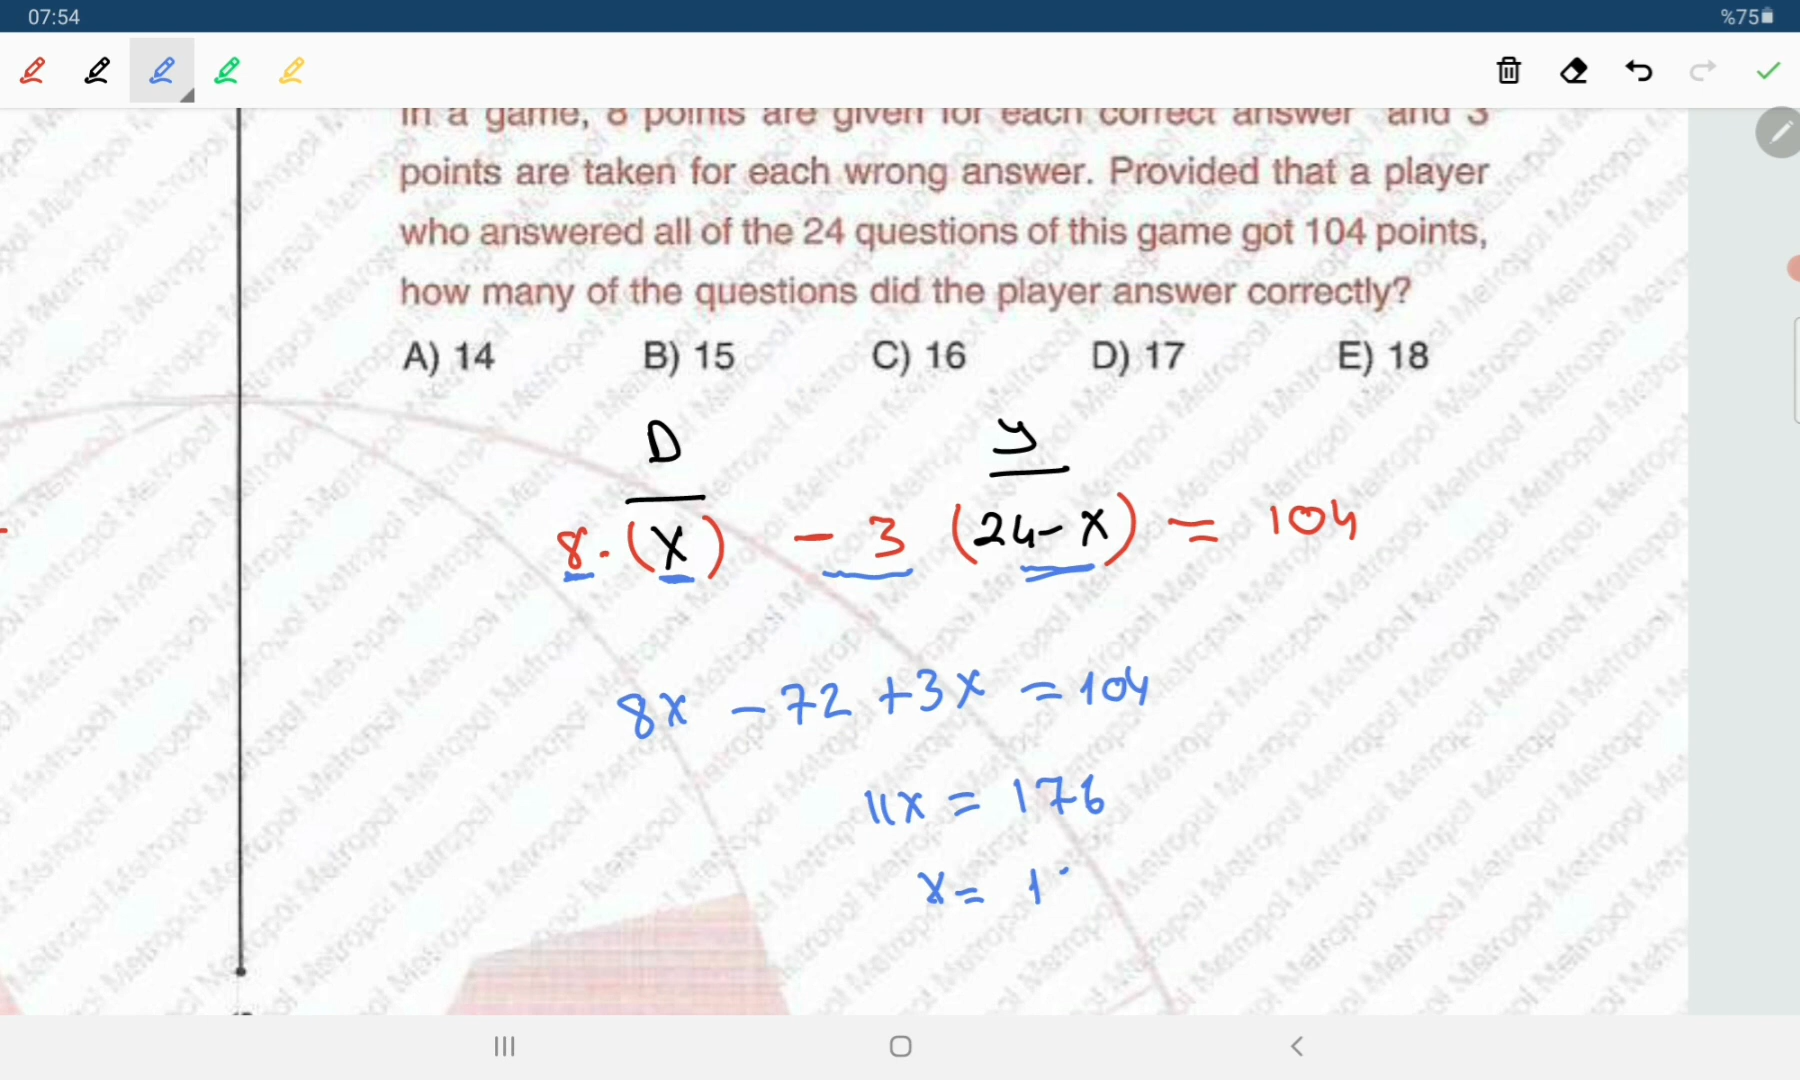 07:54
%75
In a game, 8 points are given for each correct answer and 3
points are taken for each wrong answer. Provided that a player
who answered all of the 24 questions of this game got 104 points,
how many of the questions did the player answer correctly?
A) 14 B) 15 C) 16 D) 17 E) 18
D y
8 . (x) - 3 (24-x) = 104
8x - 72 + 3x = 104
11x = 176
x = 1
Metropol